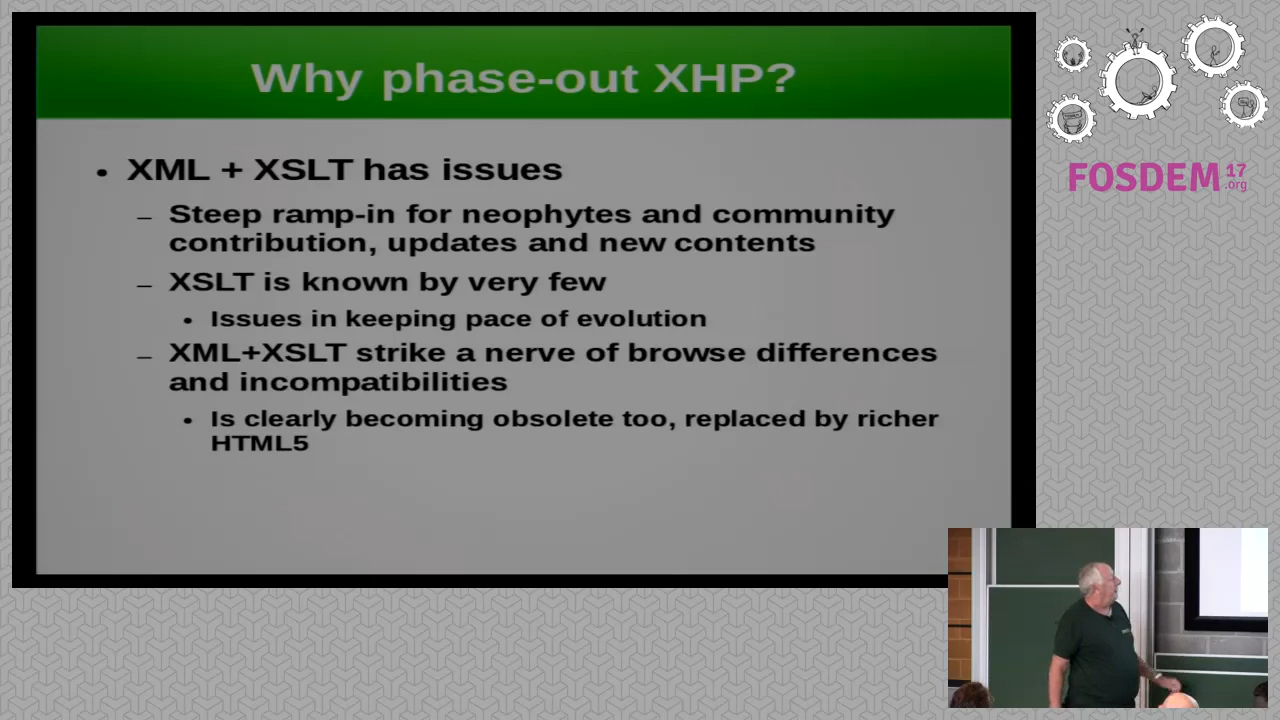 Why phase-out XHP?
• XML + XSLT has issues
– Steep ramp-in for neophytes and community
contribution, updates and new contents
– XSLT is known by very few
• Issues in keeping pace of evolution
– XML+XSLT strike a nerve of browse differences
and incompatibilities
• Is clearly becoming obsolete too, replaced by richer
HTML5
FOSDEM 17
.org